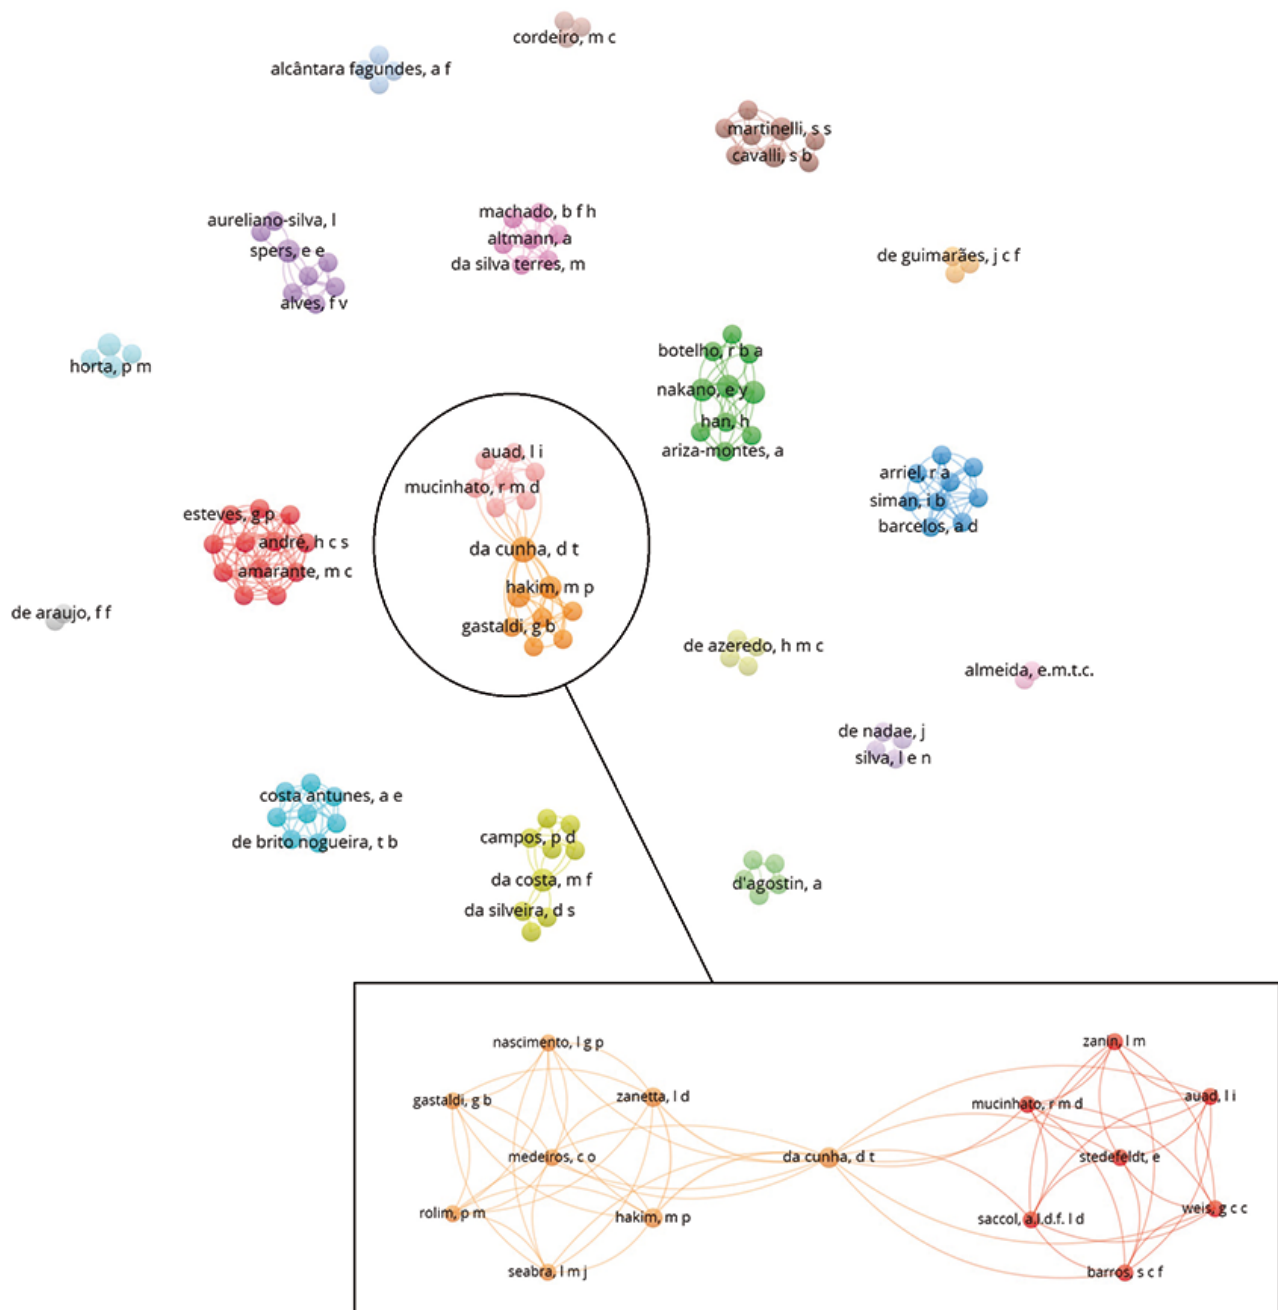 cordeiro, m c
alcântara fagundes, a f
martinelli, s s
cavalli, s b
aureliano-silva, l
spers, e e
alves, f v
machado, b f h
altmann, a
da silva terres, m
de guimarães, j c f
horta, p m
botelho, r b a
nakano, e y
han, h
ariza-montes, a
auad, l i
mucinhato, r m d
da cunha, d t
hakim, m p
gastaldi, g b
arriel, r a
siman, i b
barcelos, a d
esteves, g p
andré, h c s
amarante, m c
de araujo, f f
de azeredo, h m c
almeida, e.m.t.c.
de nadae, j
silva, l e n
costa antunes, a e
de brito nogueira, t b
campos, p d
da costa, m f
da silveira, d s
d'agostin, a
nascimento, l g p
gastaldi, g b
zanetta, l d
medeiros, c o
rolim, p m
hakim, m p
seabra, l m j
da cunha, d t
zanin, l m
mucinhato, r m d
auad, l i
stedefeldt, e
saccol, a.l.d.f. l d
weis, g c c
barros, s c f